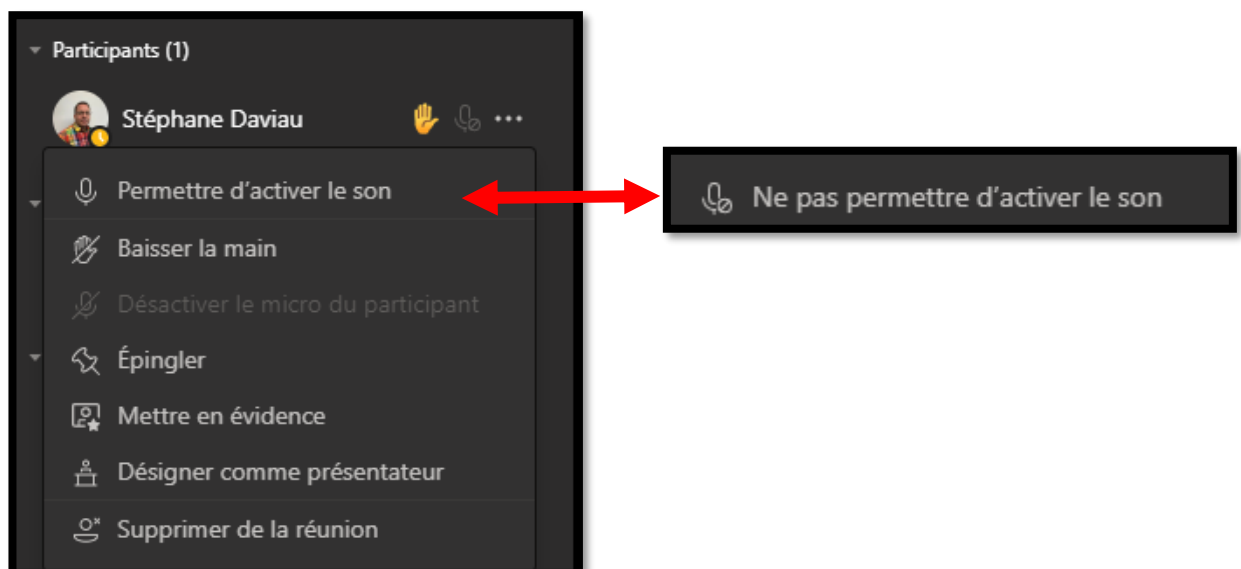 Participants (1)
Stéphane Daviau
Permettre d'activer le son
Ne pas permettre d'activer le son
Baisser la main
Désactiver le micro du participant
Épingler
Mettre en évidence
Désigner comme présentateur
Supprimer de la réunion